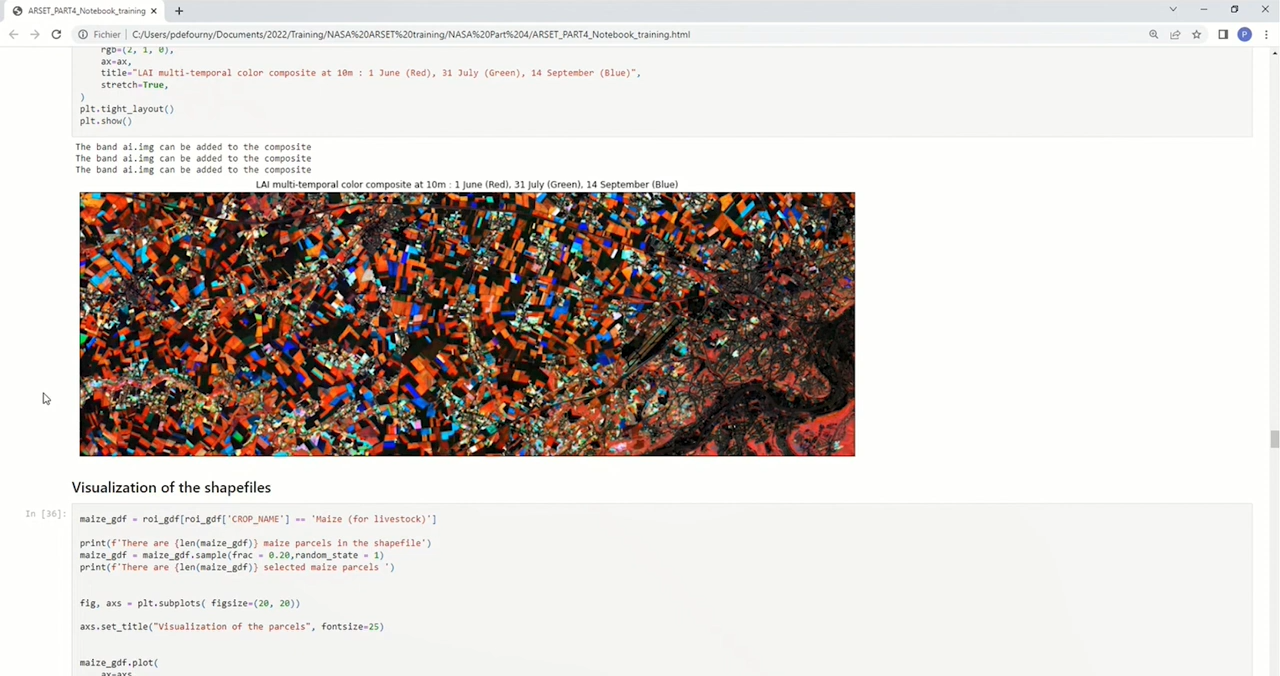 ARSET_PART4_Notebook_training
Fichier
C:/Users/pdefourny/Documents/2022/Training/NASA%20ARSET%20training/NASA%20Part%204/ARSET_PART4_Notebook_training.html
P
rgb=(2, 1, 0),
ax=ax,
title="LAI multi-temporal color composite at 10m : 1 June (Red), 31 July (Green), 14 September (Blue)",
stretch=True,
)
plt.tight_layout()
plt.show()
The band ai.img can be added to the composite
The band ai.img can be added to the composite
The band ai.img can be added to the composite
LAI multi-temporal color composite at 10m : 1 June (Red), 31 July (Green), 14 September (Blue)
Visualization of the shapefiles
In [36]:
maize_gdf = roi_gdf[roi_gdf['CROP_NAME'] == 'Maize (for livestock)']
print(f'There are {len(maize_gdf)} maize parcels in the shapefile')
maize_gdf = maize_gdf.sample(frac = 0.20,random_state = 1)
print(f'There are {len(maize_gdf)} selected maize parcels ')
fig, axs = plt.subplots( figsize=(20, 20))
axs.set_title("Visualization of the parcels", fontsize=25)
maize_gdf.plot(
ax=axs